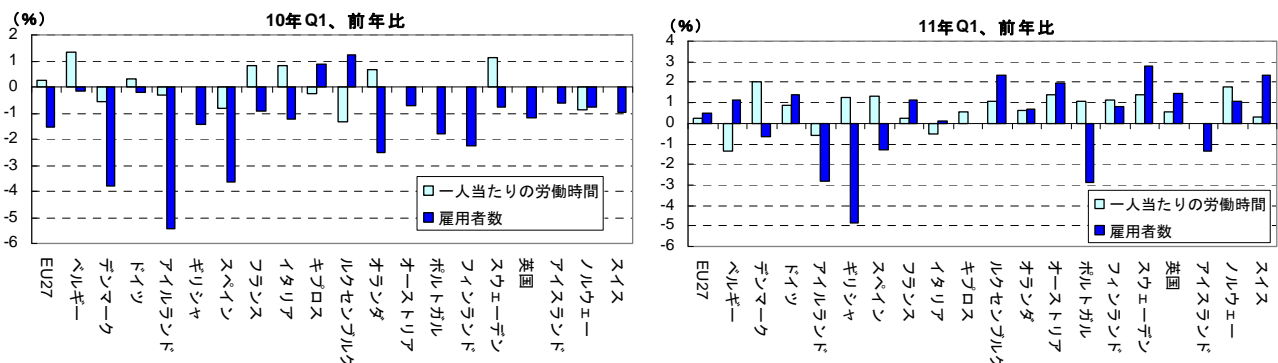 (%)
10年Q1、前年比
2
1
0
-1
-2
-3
-4
-5
-6
一人当たりの労働時間
雇用者数
EU27
ベルギー
デンマーク
ドイツ
アイルランド
ギリシャ
スペイン
フランス
イタリア
キプロス
ルクセンブルク
オランダ
オーストリア
ポルトガル
フィンランド
スウェーデン
英国
アイスランド
ノルウェー
スイス
(%)
11年Q1、前年比
4
3
2
1
0
-1
-2
-3
-4
-5
-6
一人当たりの労働時間
雇用者数
EU27
ベルギー
デンマーク
ドイツ
アイルランド
ギリシャ
スペイン
フランス
イタリア
キプロス
ルクセンブルク
オランダ
オーストリア
ポルトガル
フィンランド
スウェーデン
英国
アイスランド
ノルウェー
スイス